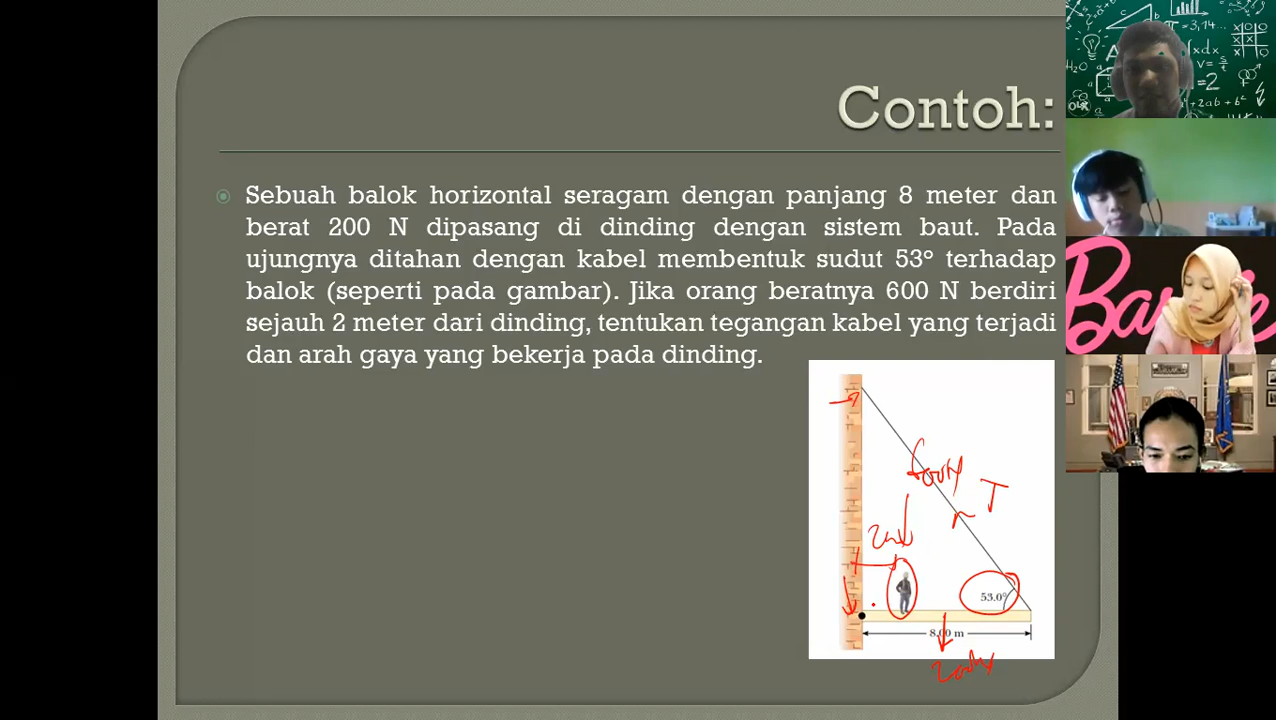 Contoh:
Sebuah balok horizontal seragam dengan panjang 8 meter dan
berat 200 N dipasang di dinding dengan sistem baut. Pada
ujungnya ditahan dengan kabel membentuk sudut 53° terhadap
balok (seperti pada gambar). Jika orang beratnya 600 N berdiri
sejauh 2 meter dari dinding, tentukan tegangan kabel yang terjadi
dan arah gaya yang bekerja pada dinding.
600N
T
2m
53.0°
8.00 m
200N